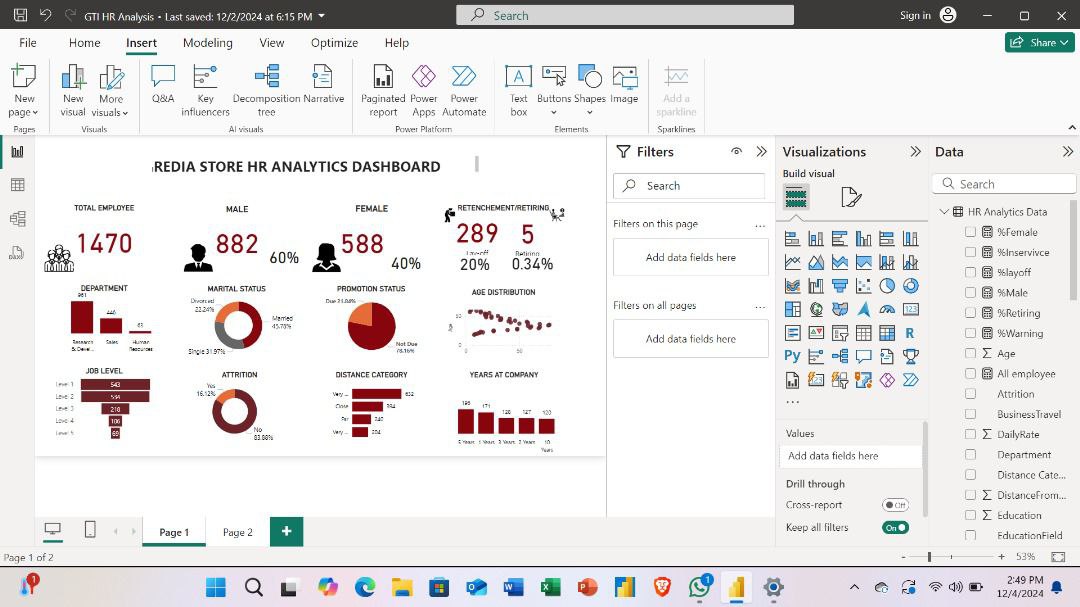 GTI HR Analysis • Last saved: 12/2/2024 at 6:15 PM
Search
Sign in
File
Home
Insert
Modeling
View
Optimize
Help
Share
New page
New visual
More visuals
Q&A
Key influencers
Decomposition tree
Narrative
Paginated report
Power Apps
Power Automate
Text box
Buttons
Shapes
Image
Add a sparkline
Pages
Visuals
AI visuals
Power Platform
Elements
Sparklines
REDIA STORE HR ANALYTICS DASHBOARD
TOTAL EMPLOYEE
1470
MALE
882
60%
FEMALE
588
40%
RETENCHEMENT/RETIRING
289
5
Retiring
20%
0.34%
DEPARTMENT
961
446
63
Research & Devel...
Sales
Human Resources
MARITAL STATUS
Divorced 22.24%
Married 45.78%
Single 31.97%
PROMOTION STATUS
Due 21.84%
Not Due 78.16%
AGE DISTRIBUTION
Age
50
0
0
50
JOB LEVEL
Level 1
543
Level 2
534
Level 3
218
Level 4
106
Level 5
69
ATTRITION
Yes 16.12%
No 83.88%
DISTANCE CATEGORY
Very ...
632
Close
394
Far
240
Very ...
204
YEARS AT COMPANY
196
171
128
127
120
5 Years
1 Years
3 Years
2 Years
10 Years
Filters
Search
Filters on this page
...
Add data fields here
Filters on all pages
...
Add data fields here
Visualizations
Build visual
123
R
Py
...
Values
Add data fields here
Drill through
Cross-report
Off
Keep all filters
On
Data
Search
HR Analytics Data
%Female
%Inservivce
%layoff
%Male
%Retiring
%Warning
Age
All employee
Attrition
BusinessTravel
DailyRate
Department
Distance Cate...
DistanceFrom...
Education
EducationField
Page 1
Page 2
+
Page 1 of 2
-
+
53%
1
1
2:49 PM
12/4/2024